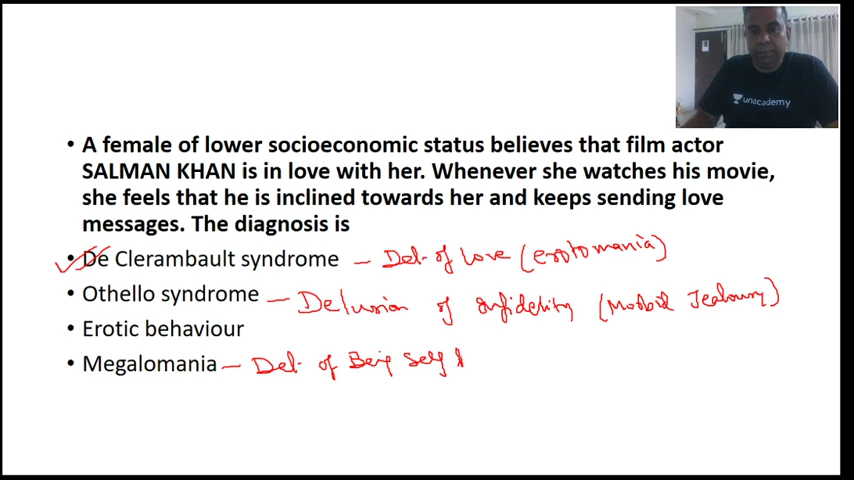 unacademy
• A female of lower socioeconomic status believes that film actor
SALMAN KHAN is in love with her. Whenever she watches his movie,
she feels that he is inclined towards her and keeps sending love
messages. The diagnosis is
• De Clerambault syndrome – Del. of Love (erotomania)
• Othello syndrome – Delusion of infidelity (Morbid Jealousy)
• Erotic behaviour
• Megalomania – Del. of Being Self